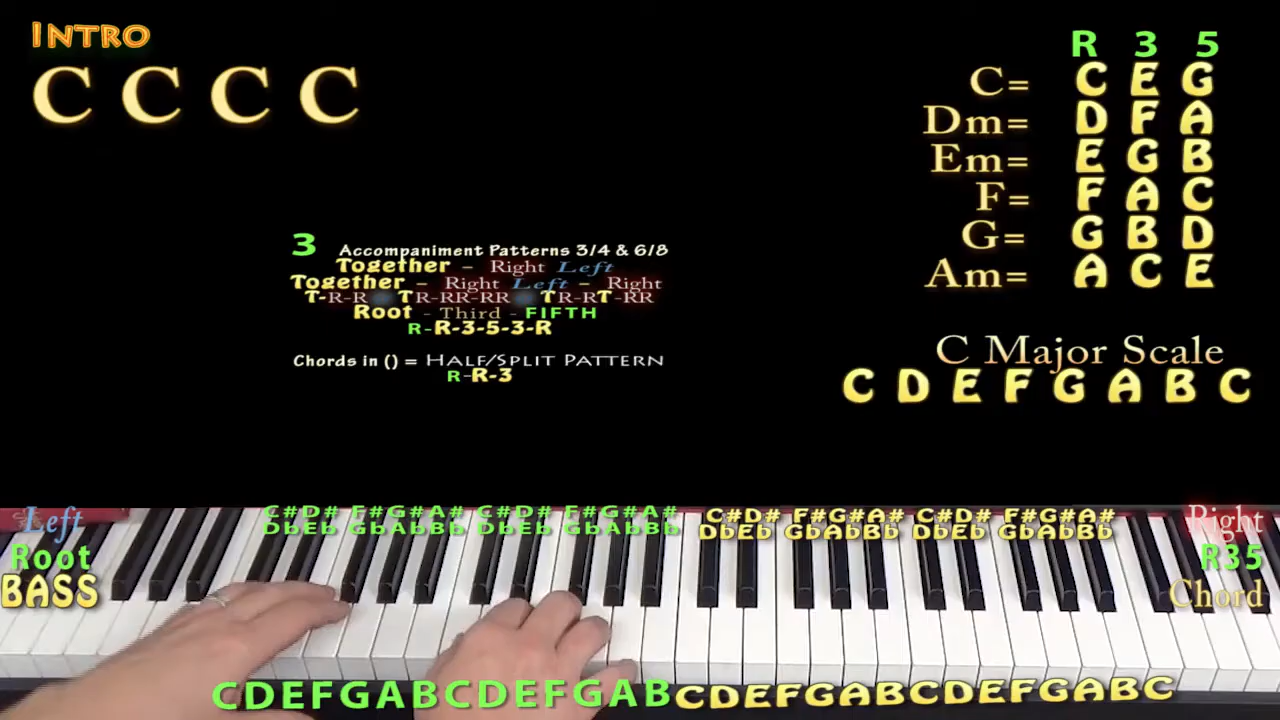 INTRO
C C C C
R 3 5
C= C E G
Dm= D F A
Em= E G B
F= F A C
G= G B D
Am= A C E
3 Accompaniment Patterns 3/4 & 6/8
Together - Right Left
Together - Right Left - Right
T-R-R TR-RR-RR TR-RT-RR
Root - Third - FIFTH
R-R-3-5-3-R
Chords in () = HALF/SPLIT PATTERN
R-R-3
C Major Scale
C D E F G A B C
Left
Root
BASS
C#D# F#G#A# C#D# F#G#A# C#D# F#G#A# C#D# F#G#A#
DbEb GbAbBb DbEb GbAbBb DbEb GbAbBb DbEb GbAbBb
Right
R35
Chord
CDEFGABCDEFGABCDEFGABCDEFGABC